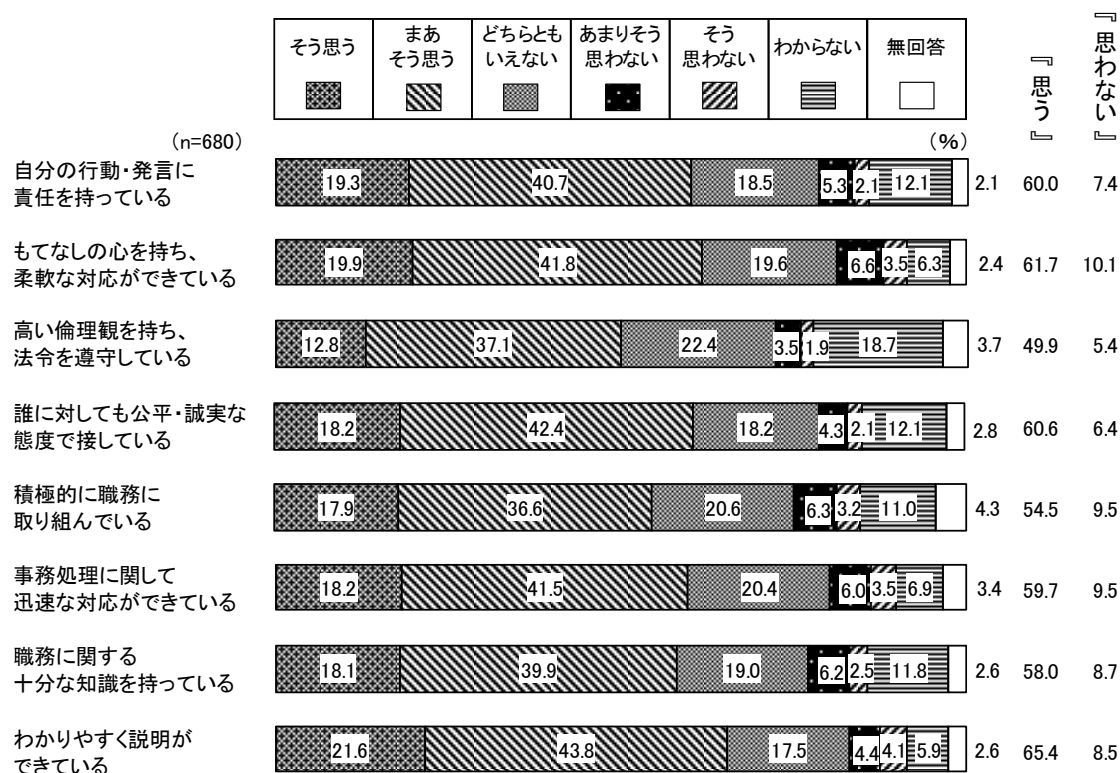 そう思う
まあ
そう思う
どちらとも
いえない
あまりそう
思わない
そう
思わない
わからない
無回答
『思う』
『思わない』
(n=680)
(%)
自分の行動・発言に
責任を持っている
19.3 40.7 18.5 5.3 2.1 12.1 2.1 60.0 7.4
もてなしの心を持ち、
柔軟な対応ができている
19.9 41.8 19.6 6.6 3.5 6.3 2.4 61.7 10.1
高い倫理観を持ち、
法令を遵守している
12.8 37.1 22.4 3.5 1.9 18.7 3.7 49.9 5.4
誰に対しても公平・誠実な
態度で接している
18.2 42.4 18.2 4.3 2.1 12.1 2.8 60.6 6.4
積極的に職務に
取り組んでいる
17.9 36.6 20.6 6.3 3.2 11.0 4.3 54.5 9.5
事務処理に関して
迅速な対応ができている
18.2 41.5 20.4 6.0 3.5 6.9 3.4 59.7 9.5
職務に関する
十分な知識を持っている
18.1 39.9 19.0 6.2 2.5 11.8 2.6 58.0 8.7
わかりやすく説明が
できている
21.6 43.8 17.5 4.4 4.1 5.9 2.6 65.4 8.5